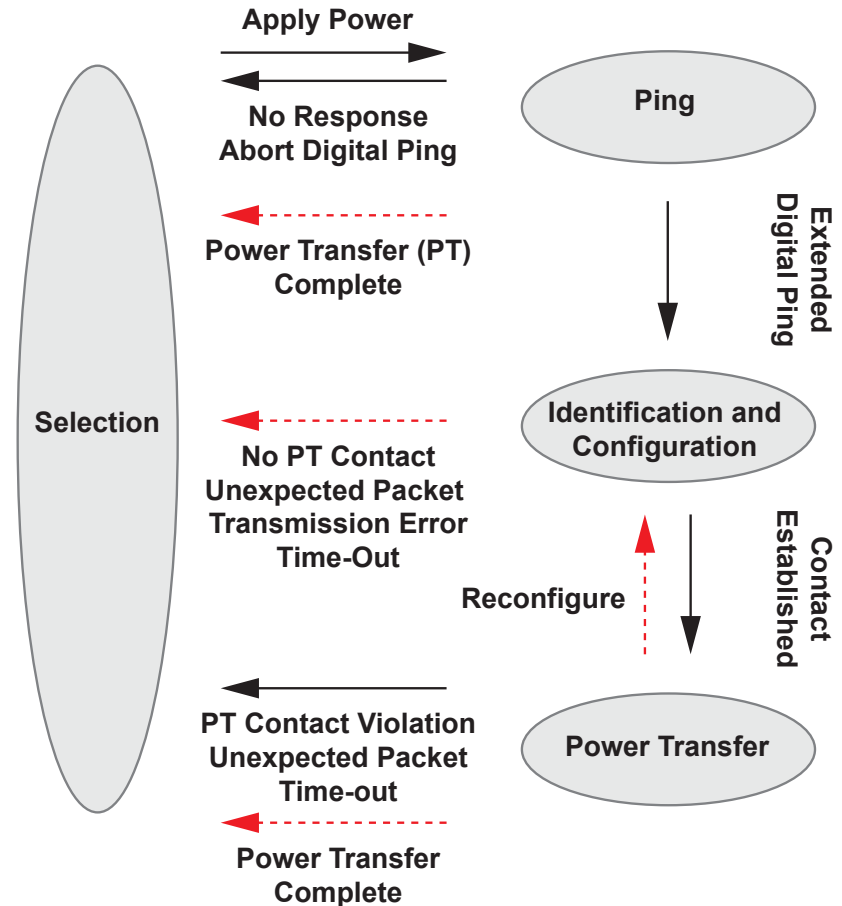 Apply Power
Ping
No Response
Abort Digital Ping
Extended
Digital Ping
Power Transfer (PT)
Complete
Selection
Identification and
Configuration
No PT Contact
Unexpected Packet
Transmission Error
Time-Out
Contact
Established
Reconfigure
PT Contact Violation
Unexpected Packet
Time-out
Power Transfer
Power Transfer
Complete